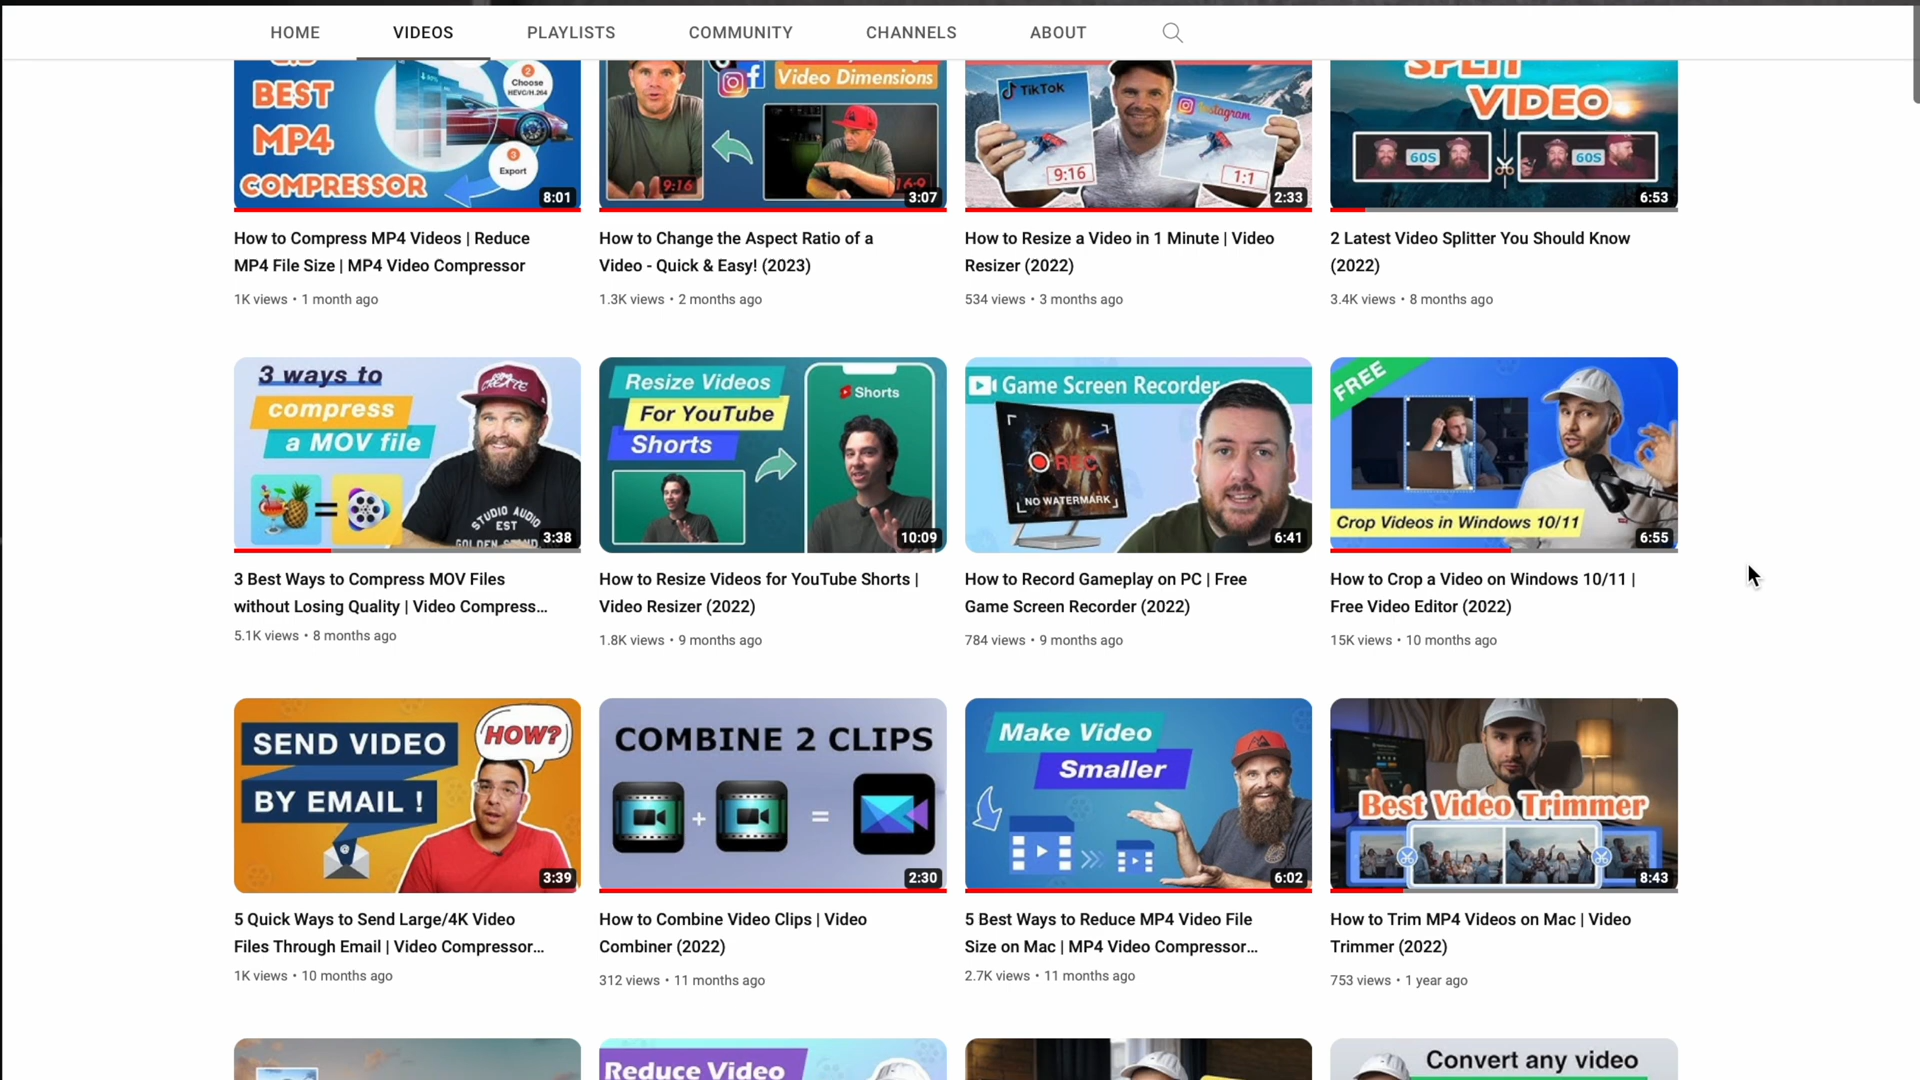 HOME
VIDEOS
PLAYLISTS
COMMUNITY
CHANNELS
ABOUT
BEST
MP4
COMPRESSOR
2
Choose
HEVC/H.264
3
Export
8:01
Video Dimensions
9:16
16-9
3:07
TikTok
9:16
Instagram
1:1
2:33
SPLIT
VIDEO
60S
60S
6:53
How to Compress MP4 Videos | Reduce
MP4 File Size | MP4 Video Compressor
1K views • 1 month ago
How to Change the Aspect Ratio of a
Video - Quick & Easy! (2023)
1.3K views • 2 months ago
How to Resize a Video in 1 Minute | Video
Resizer (2022)
534 views • 3 months ago
2 Latest Video Splitter You Should Know
(2022)
3.4K views • 8 months ago
3 ways to
compress
a MOV file
CREATE
STUDIO AUDIO
EST
GOLDEN
3:38
Resize Videos
For YouTube
Shorts
Shorts
10:09
Game Screen Recorder
REC
NO WATERMARK
6:41
FREE
Crop Videos in Windows 10/11
6:55
3 Best Ways to Compress MOV Files
without Losing Quality | Video Compress...
5.1K views • 8 months ago
How to Resize Videos for YouTube Shorts |
Video Resizer (2022)
1.8K views • 9 months ago
How to Record Gameplay on PC | Free
Game Screen Recorder (2022)
784 views • 9 months ago
How to Crop a Video on Windows 10/11 |
Free Video Editor (2022)
15K views • 10 months ago
SEND VIDEO
BY EMAIL !
HOW?
@
3:39
COMBINE 2 CLIPS
+
=
2:30
Make Video
Smaller
6:02
Best Video Trimmer
8:43
5 Quick Ways to Send Large/4K Video
Files Through Email | Video Compressor...
1K views • 10 months ago
How to Combine Video Clips | Video
Combiner (2022)
312 views • 11 months ago
5 Best Ways to Reduce MP4 Video File
Size on Mac | MP4 Video Compressor...
2.7K views • 11 months ago
How to Trim MP4 Videos on Mac | Video
Trimmer (2022)
753 views • 1 year ago
Reduce Video
Convert any video